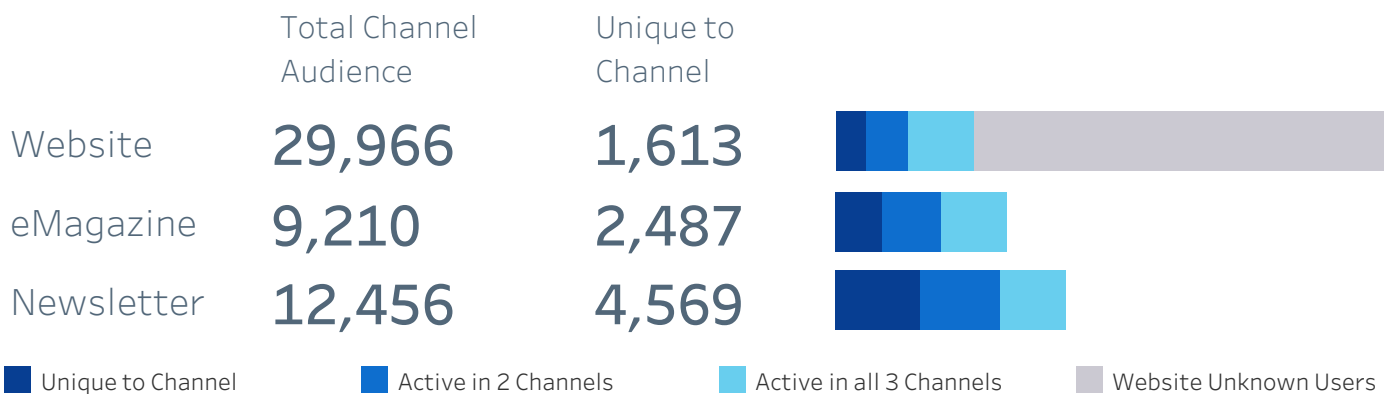 Total Channel Audience
Unique to Channel
Website 29,966 1,613
eMagazine 9,210 2,487
Newsletter 12,456 4,569
Unique to Channel Active in 2 Channels Active in all 3 Channels Website Unknown Users